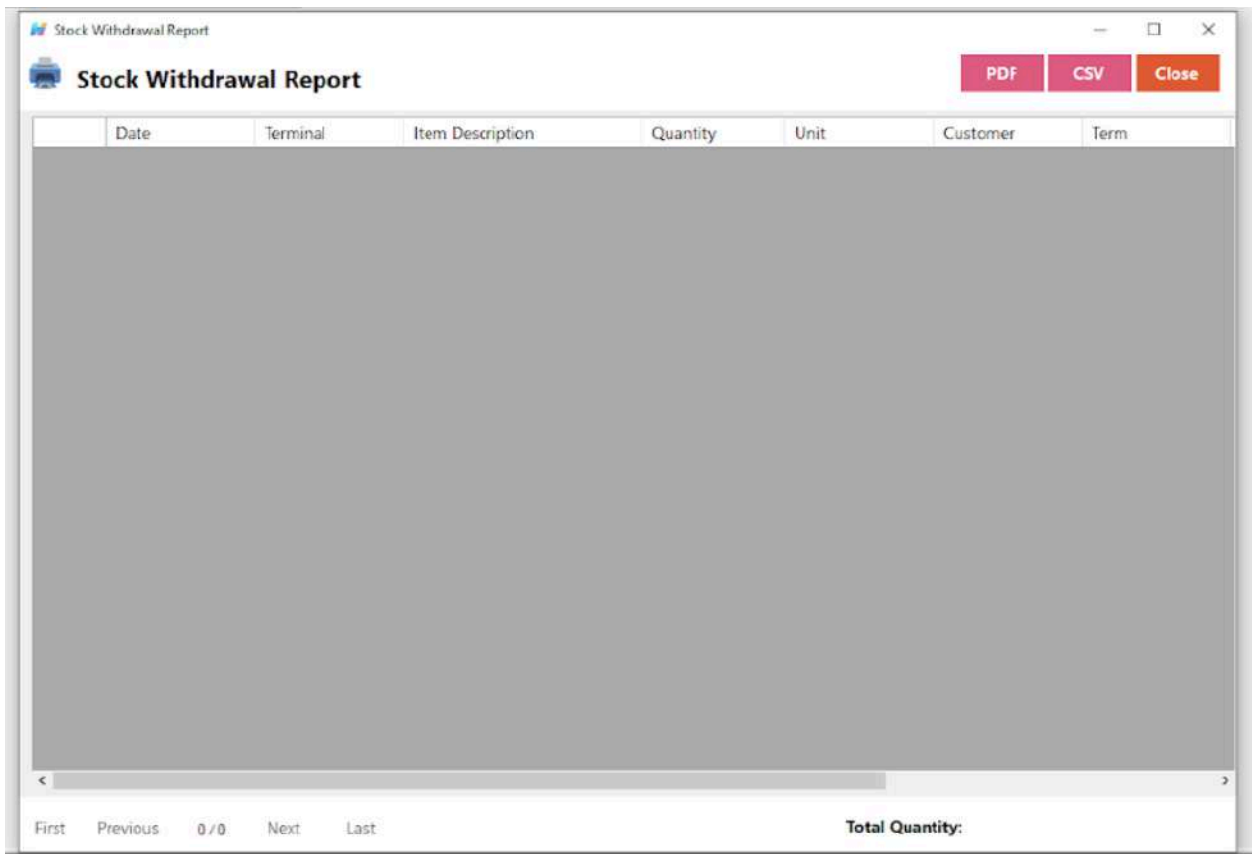 Stock Withdrawal Report
Stock Withdrawal Report PDF CSV Close
Date Terminal Item Description Quantity Unit Customer Term
First Previous 0 / 0 Next Last Total Quantity: